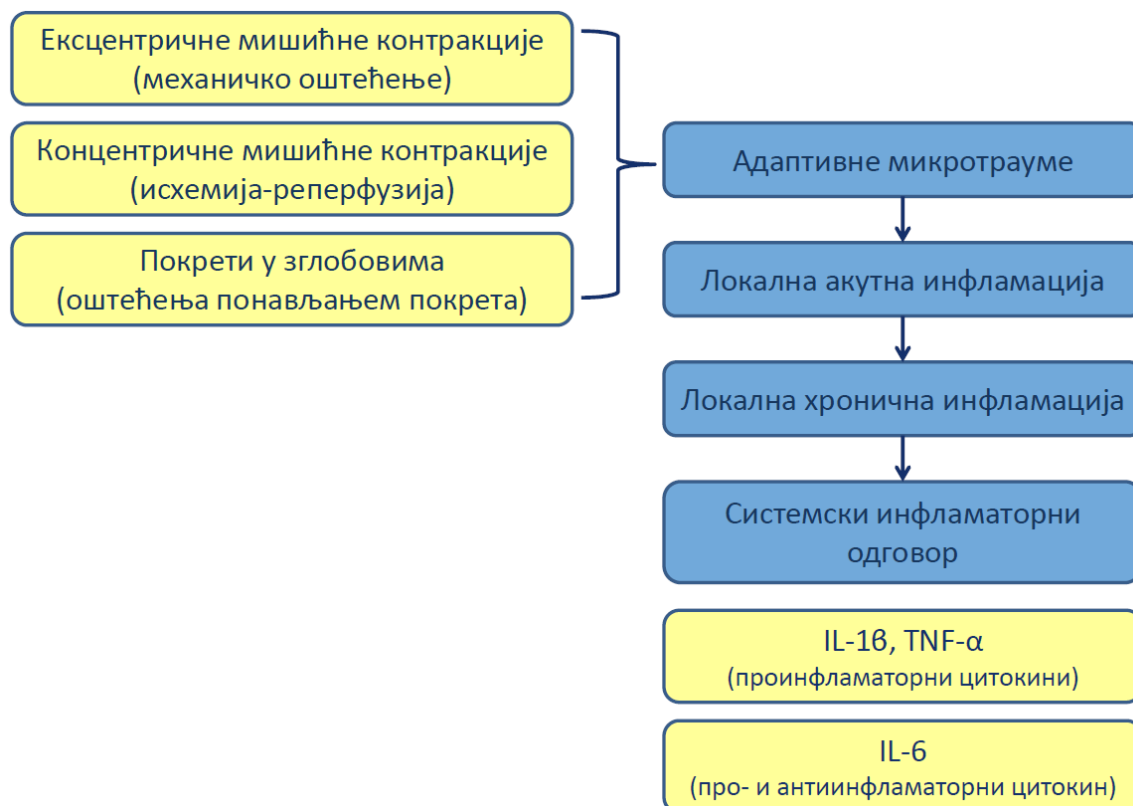 Ексцентричне мишићне контракције
(механичко оштећење)
Концентричне мишићне контракције
(исхемија-реперфузија)
Покрети у зглобовима
(оштећења понављањем покрета)
Адаптивне микротрауме
Локална акутна инфламација
Локална хронична инфламација
Системски инфламаторни
одговор
IL-1β, TNF-α
(проинфламаторни цитокини)
IL-6
(про- и антиинфламаторни цитокин)